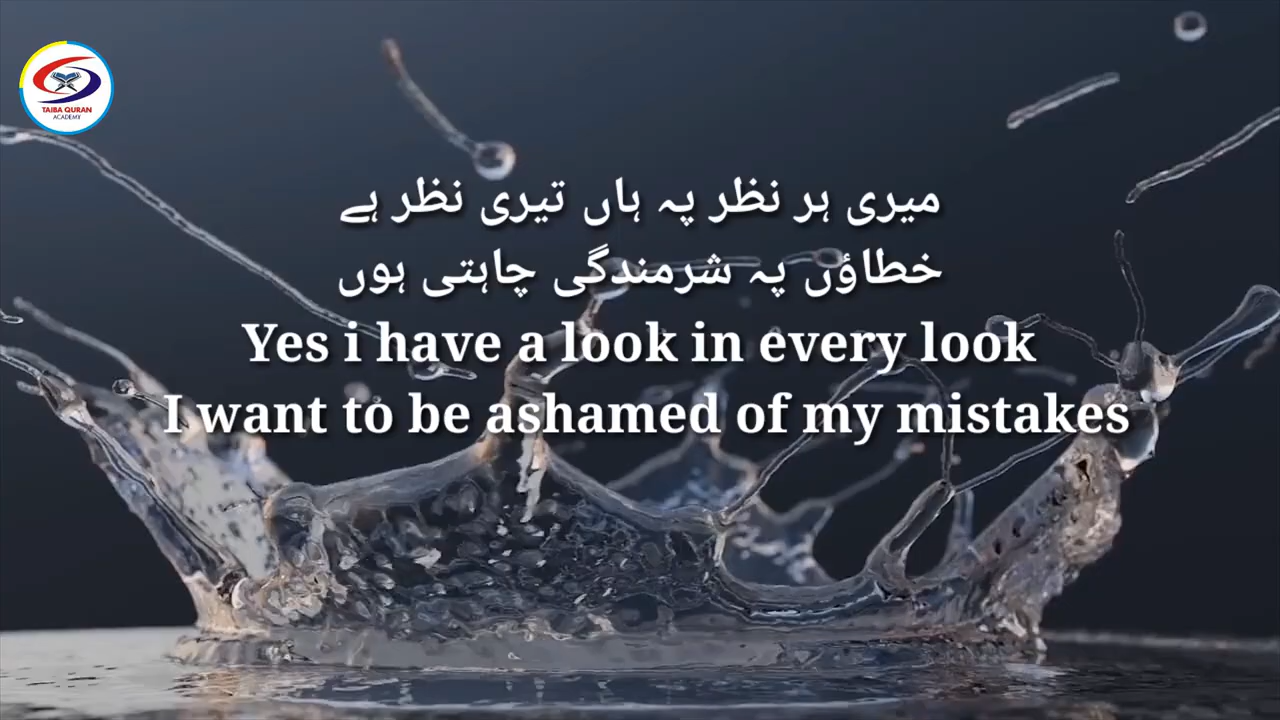 TAIBA QURAN
ACADEMY
میری ہر نظر پہ ہاں تیری نظر ہے
خطاؤں پہ شرمندگی چاہتی ہوں
Yes i have a look in every look
I want to be ashamed of my mistakes